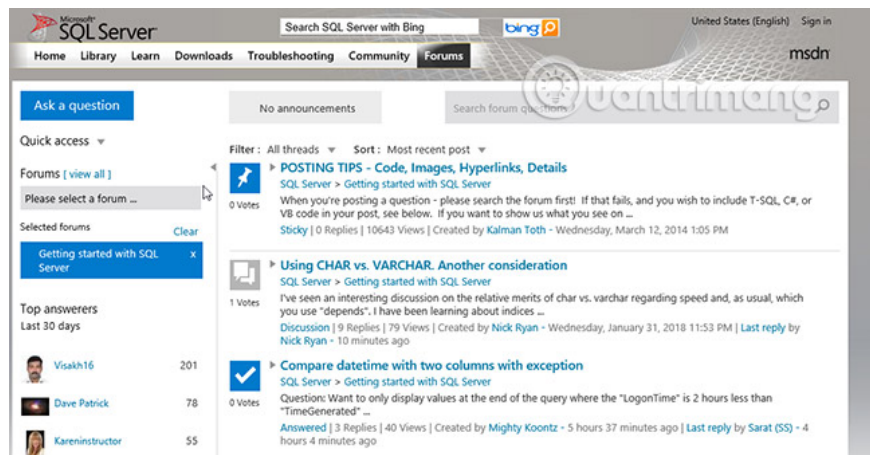 Microsoft
SQL Server
Search SQL Server with Bing
bing
United States (English) Sign in
Home Library Learn Downloads Troubleshooting Community Forums
msdn
Ask a question
No announcements
Search forum questions
Quantrimang
Quick access
Filter : All threads Sort : Most recent post
Forums [ view all ]
Please select a forum ...
Selected forums Clear
Getting started with SQL
Server
x
Top answerers
Last 30 days
Visakh16 201
Dave Patrick 78
Kareninstructor 55
POSTING TIPS - Code, Images, Hyperlinks, Details
SQL Server > Getting started with SQL Server
0 Votes
When you're posting a question - please search the forum first! If that fails, and you wish to include T-SQL, C#, or
VB code in your post, see below. If you want to show us what you see on ...
Sticky | 0 Replies | 10643 Views | Created by Kalman Toth - Wednesday, March 12, 2014 1:05 PM
Using CHAR vs. VARCHAR. Another consideration
SQL Server > Getting started with SQL Server
1 Votes
I've seen an interesting discussion on the relative merits of char vs. varchar regarding speed and, as usual, which
you use "depends". I have been learning about indices ...
Discussion | 9 Replies | 79 Views | Created by Nick Ryan - Wednesday, January 31, 2018 11:53 PM | Last reply by
Nick Ryan - 10 minutes ago
Compare datetime with two columns with exception
SQL Server > Getting started with SQL Server
0 Votes
Question: Want to only display values at the end of the query where the "LogonTime" is 2 hours less than
"TimeGenerated" ...
Answered | 3 Replies | 40 Views | Created by Mighty Koontz - 5 hours 37 minutes ago | Last reply by Sarat (SS) - 4
hours 4 minutes ago